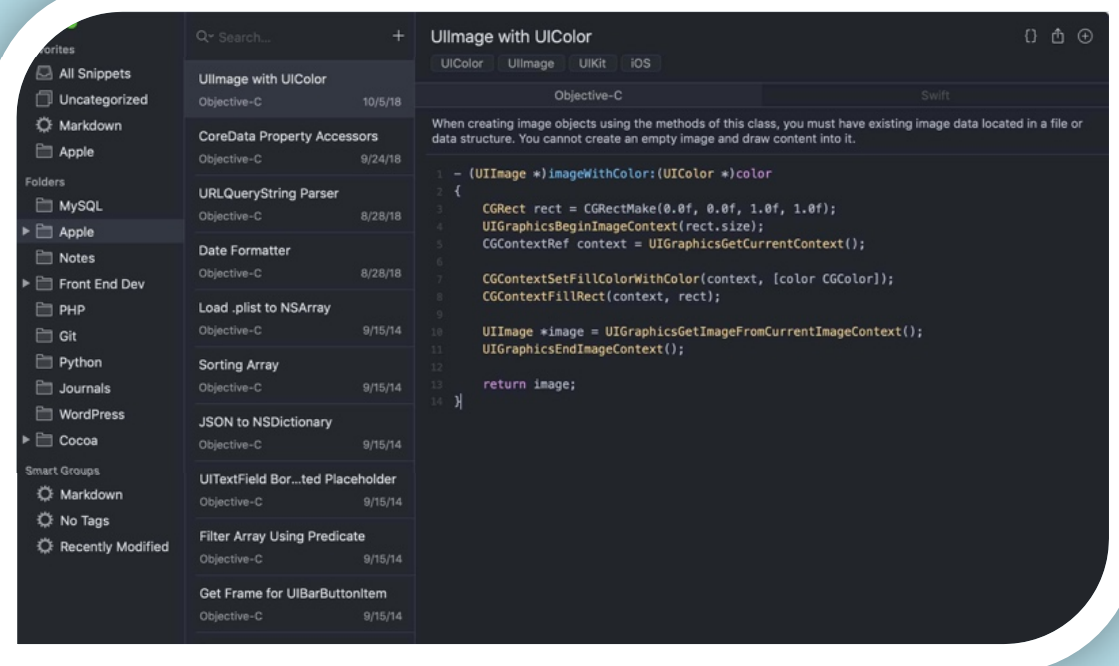 orites
All Snippets
Uncategorized
Markdown
Apple
Folders
MySQL
Apple
Notes
Front End Dev
PHP
Git
Python
Journals
WordPress
Cocoa
Smart Groups
Markdown
No Tags
Recently Modified
Search...
UIImage with UIColor
Objective-C 10/5/18
CoreData Property Accessors
Objective-C 9/24/18
URLQueryString Parser
Objective-C 8/28/18
Date Formatter
Objective-C 8/28/18
Load .plist to NSArray
Objective-C 9/15/14
Sorting Array
Objective-C 9/15/14
JSON to NSDictionary
Objective-C 9/15/14
UITextField Bor...ted Placeholder
Objective-C 9/15/14
Filter Array Using Predicate
Objective-C 9/15/14
Get Frame for UIBarButtonItem
Objective-C 9/15/14
UIImage with UIColor
UIColor UIImage UIKit iOS
Objective-C Swift
When creating image objects using the methods of this class, you must have existing image data located in a file or
data structure. You cannot create an empty image and draw content into it.
1 - (UIImage *)imageWithColor:(UIColor *)color
2 {
3 CGRect rect = CGRectMake(0.0f, 0.0f, 1.0f, 1.0f);
4 UIGraphicsBeginImageContext(rect.size);
5 CGContextRef context = UIGraphicsGetCurrentContext();
6
7 CGContextSetFillColorWithColor(context, [color CGColor]);
8 CGContextFillRect(context, rect);
9
10 UIImage *image = UIGraphicsGetImageFromCurrentImageContext();
11 UIGraphicsEndImageContext();
12
13 return image;
14 }